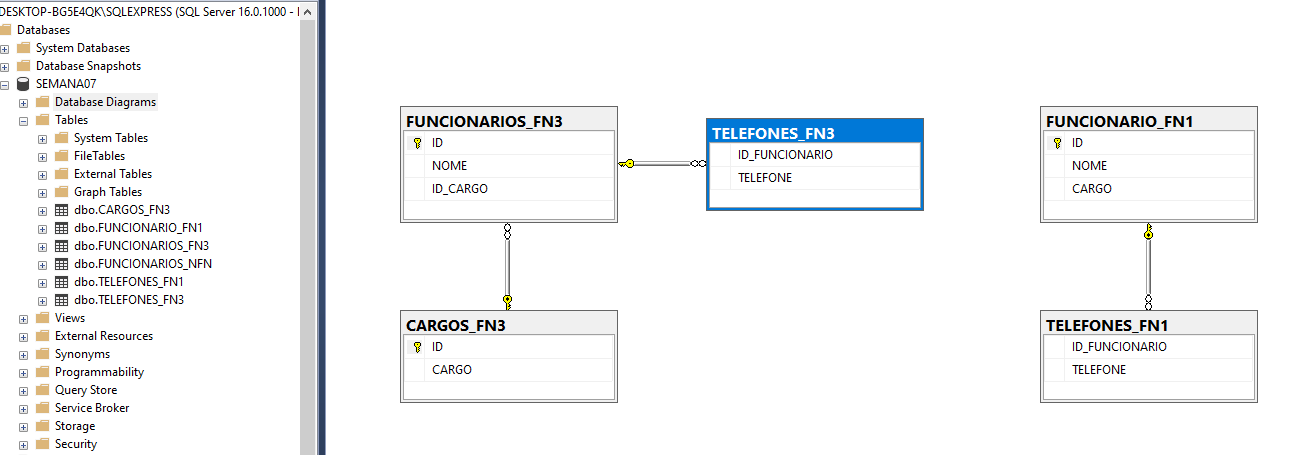 DESKTOP-BG5E4QK\SQLEXPRESS (SQL Server 16.0.1000 -
Databases
System Databases
Database Snapshots
SEMANA07
Database Diagrams
Tables
System Tables
FileTables
External Tables
Graph Tables
dbo.CARGOS_FN3
dbo.FUNCIONARIO_FN1
dbo.FUNCIONARIOS_FN3
dbo.FUNCIONARIOS_NFN
dbo.TELEFONES_FN1
dbo.TELEFONES_FN3
Views
External Resources
Synonyms
Programmability
Query Store
Service Broker
Storage
Security
FUNCIONARIOS_FN3
ID
NOME
ID_CARGO
TELEFONES_FN3
ID_FUNCIONARIO
TELEFONE
CARGOS_FN3
ID
CARGO
FUNCIONARIO_FN1
ID
NOME
CARGO
TELEFONES_FN1
ID_FUNCIONARIO
TELEFONE